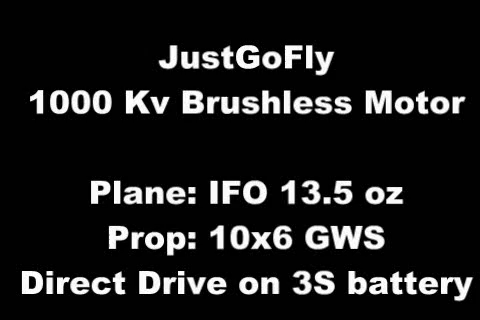 JustGoFly
1000 Kv Brushless Motor
Plane: IFO 13.5 oz
Prop: 10x6 GWS
Direct Drive on 3S battery